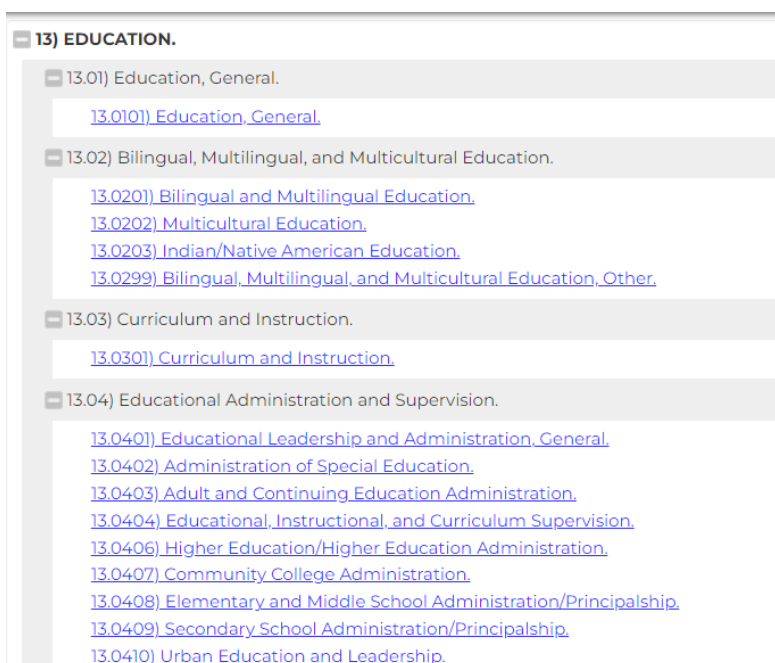 13) EDUCATION.
13.01) Education, General.
13.0101) Education, General.
13.02) Bilingual, Multilingual, and Multicultural Education.
13.0201) Bilingual and Multilingual Education.
13.0202) Multicultural Education.
13.0203) Indian/Native American Education.
13.0299) Bilingual, Multilingual, and Multicultural Education, Other.
13.03) Curriculum and Instruction.
13.0301) Curriculum and Instruction.
13.04) Educational Administration and Supervision.
13.0401) Educational Leadership and Administration, General.
13.0402) Administration of Special Education.
13.0403) Adult and Continuing Education Administration.
13.0404) Educational, Instructional, and Curriculum Supervision.
13.0406) Higher Education/Higher Education Administration.
13.0407) Community College Administration.
13.0408) Elementary and Middle School Administration/Principalship.
13.0409) Secondary School Administration/Principalship.
13.0410) Urban Education and Leadership.